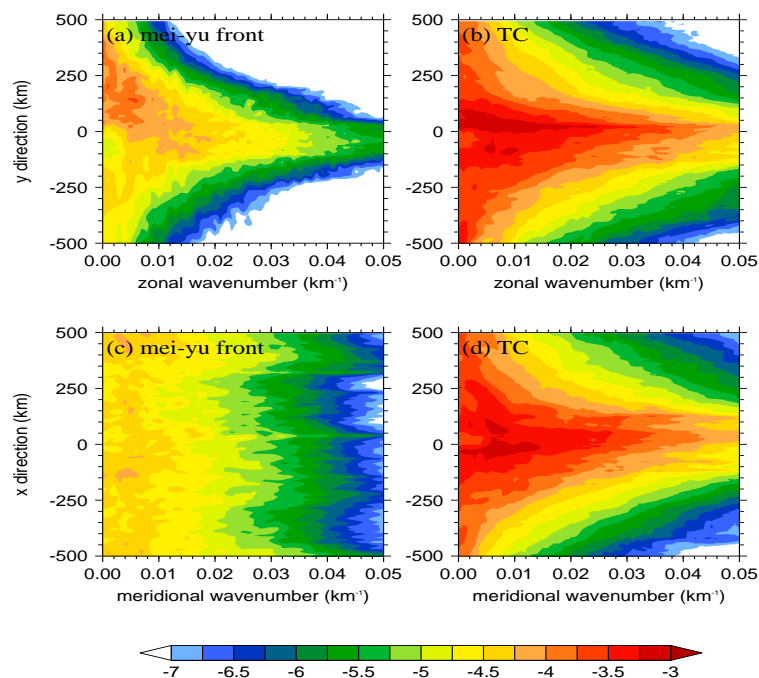 (a) mei-yu front
(b) TC
500
250
0
-250
-500
y direction (km)
0.00 0.01 0.02 0.03 0.04 0.05
zonal wavenumber (km⁻¹)
500
250
0
-250
-500
0.00 0.01 0.02 0.03 0.04 0.05
zonal wavenumber (km⁻¹)
(c) mei-yu front
(d) TC
500
250
0
-250
-500
x direction (km)
0.00 0.01 0.02 0.03 0.04 0.05
meridional wavenumber (km⁻¹)
500
250
0
-250
-500
0.00 0.01 0.02 0.03 0.04 0.05
meridional wavenumber (km⁻¹)
-7 -6.5 -6 -5.5 -5 -4.5 -4 -3.5 -3